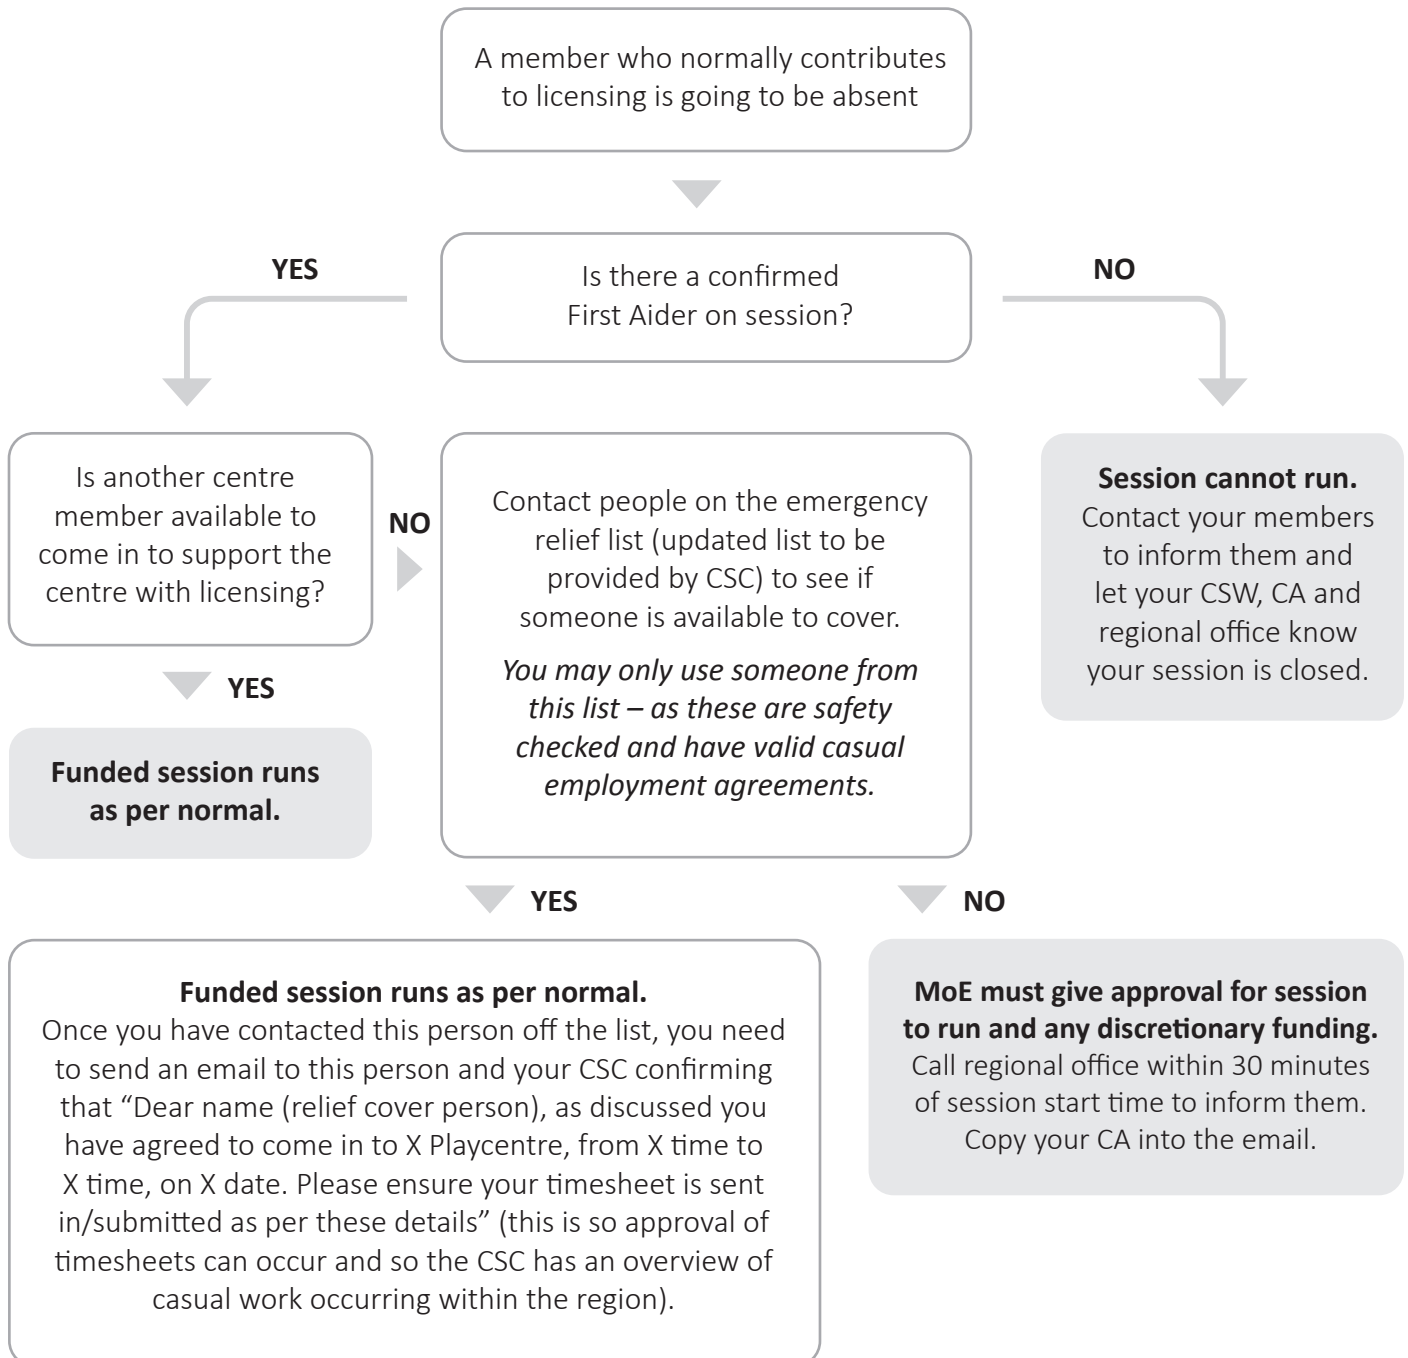 A member who normally contributes
to licensing is going to be absent
YES
Is there a confirmed
First Aider on session?
NO
Is another centre
member available to
come in to support the
centre with licensing?
NO
Contact people on the emergency
relief list (updated list to be
provided by CSC) to see if
someone is available to cover.
You may only use someone from
this list – as these are safety
checked and have valid casual
employment agreements.
Session cannot run.
Contact your members
to inform them and
let your CSW, CA and
regional office know
your session is closed.
YES
Funded session runs
as per normal.
YES
NO
Funded session runs as per normal.
Once you have contacted this person off the list, you need
to send an email to this person and your CSC confirming
that “Dear name (relief cover person), as discussed you
have agreed to come in to X Playcentre, from X time to
X time, on X date. Please ensure your timesheet is sent
in/submitted as per these details” (this is so approval of
timesheets can occur and so the CSC has an overview of
casual work occurring within the region).
MoE must give approval for session
to run and any discretionary funding.
Call regional office within 30 minutes
of session start time to inform them.
Copy your CA into the email.